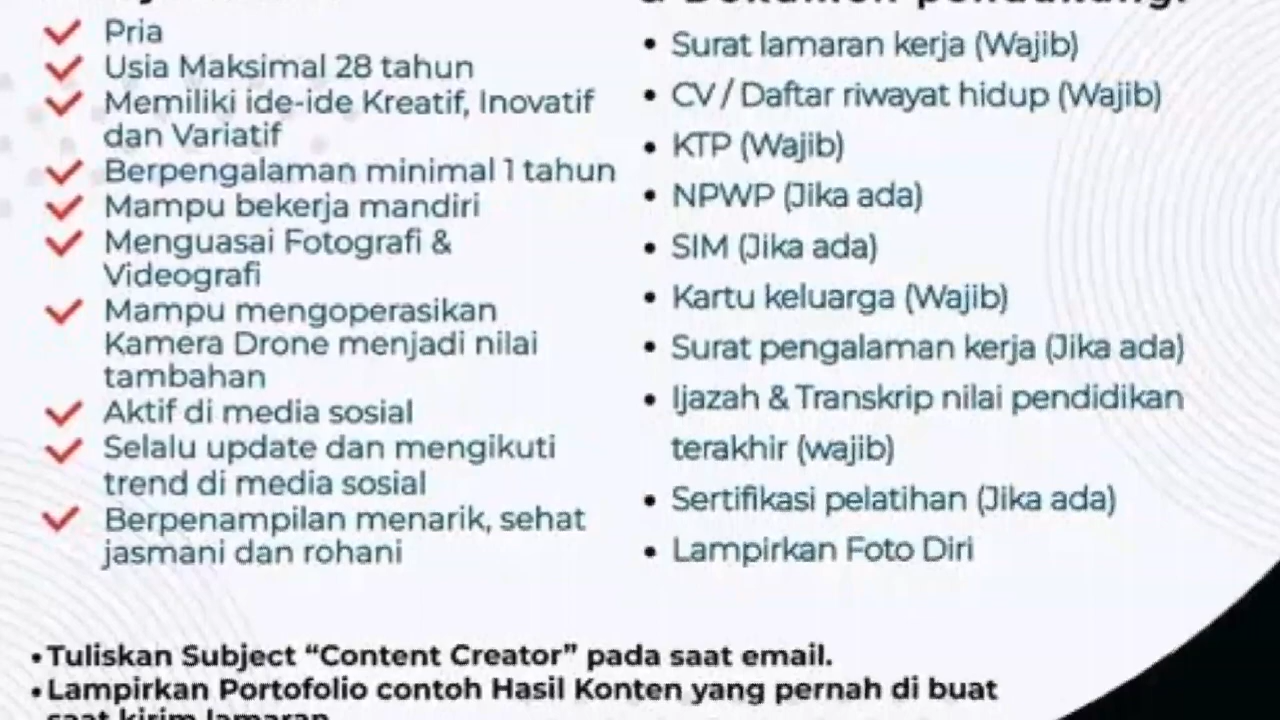 Pria
Usia Maksimal 28 tahun
Memiliki ide-ide Kreatif, Inovatif
dan Variatif
Berpengalaman minimal 1 tahun
Mampu bekerja mandiri
Menguasai Fotografi &
Videografi
Mampu mengoperasikan
Kamera Drone menjadi nilai
tambahan
Aktif di media sosial
Selalu update dan mengikuti
trend di media sosial
Berpenampilan menarik, sehat
jasmani dan rohani
& Dokumen pendukung:
• Surat lamaran kerja (Wajib)
• CV / Daftar riwayat hidup (Wajib)
• KTP (Wajib)
• NPWP (Jika ada)
• SIM (Jika ada)
• Kartu keluarga (Wajib)
• Surat pengalaman kerja (Jika ada)
• Ijazah & Transkrip nilai pendidikan
terakhir (wajib)
• Sertifikasi pelatihan (Jika ada)
• Lampirkan Foto Diri
• Tuliskan Subject “Content Creator” pada saat email.
• Lampirkan Portofolio contoh Hasil Konten yang pernah di buat
saat kirim lamaran